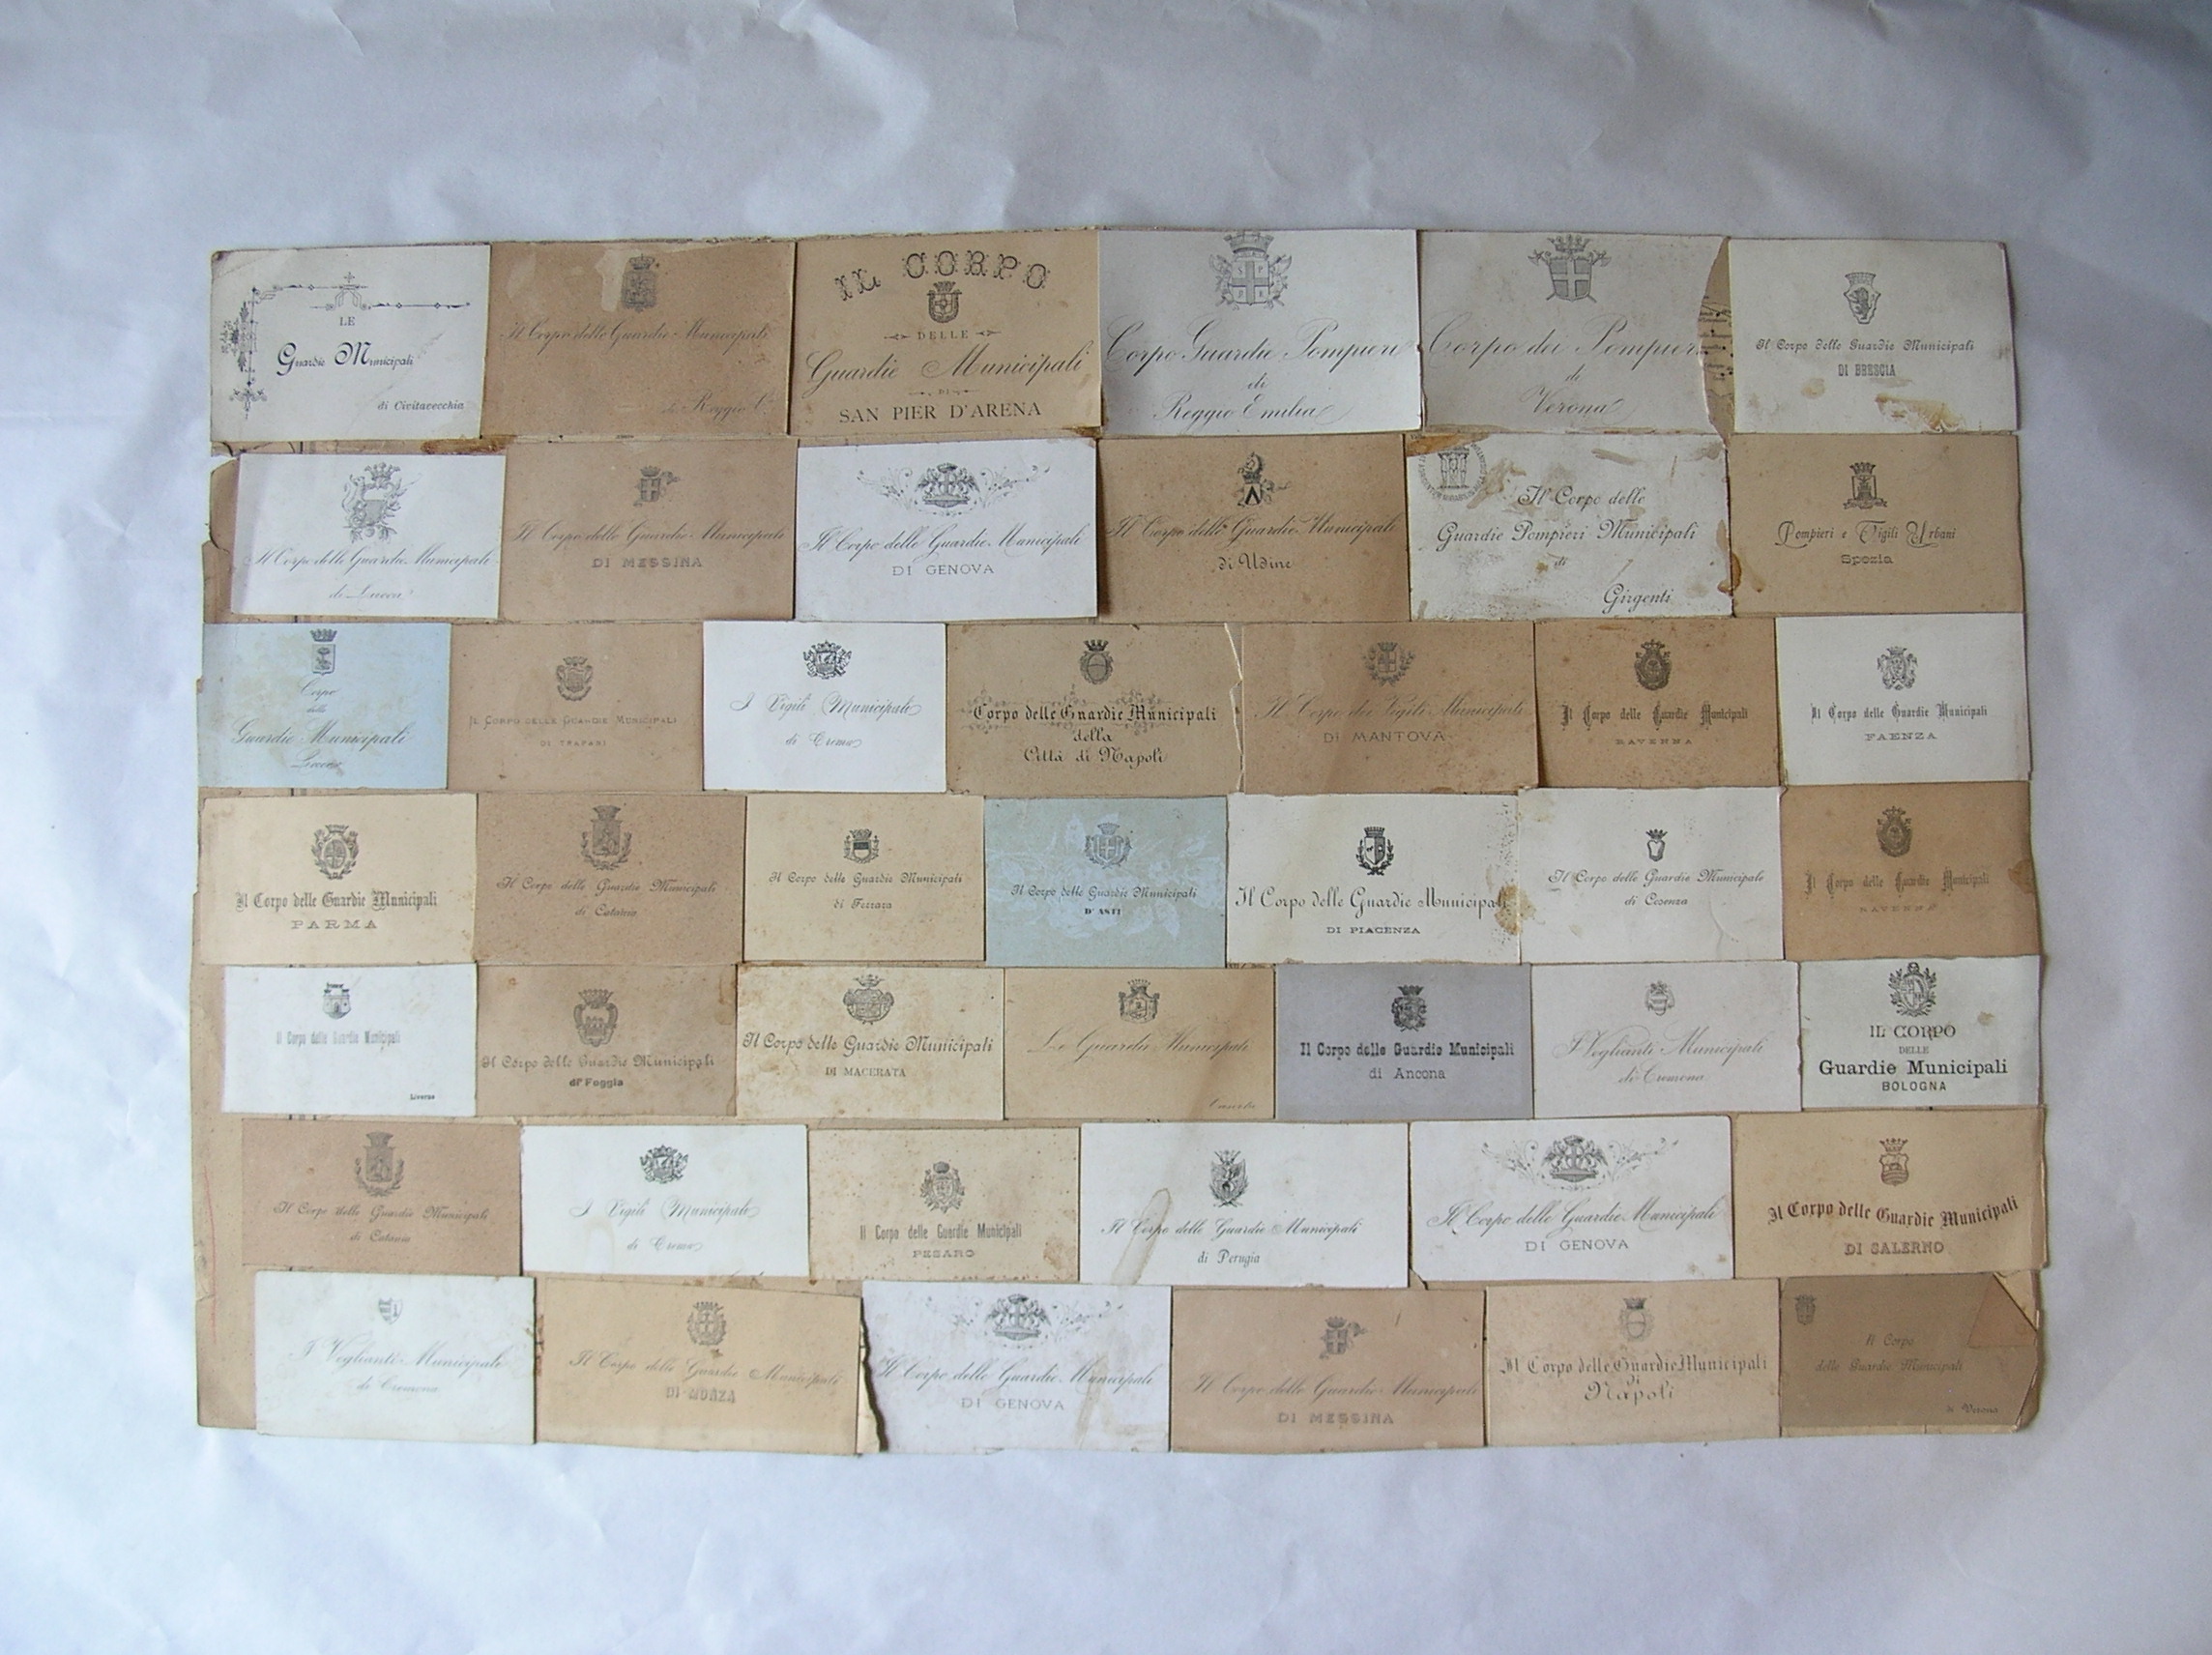 LE
Guardie Municipali
di Civitavecchia
Il Corpo delle Guardie Municipali
di Reggio C.
IL CORPO
DELLE
Guardie Municipali
DI
SAN PIER D'ARENA
Corpo Guardie Pompieri
di
Reggio Emilia
Corpo dei Pompieri
di
Verona
Il Corpo delle Guardie Municipali
DI BRESCIA
Il Corpo delle Guardie Municipali
di Lucca
Il Corpo delle Guardie Municipali
DI MESSINA
Il Corpo delle Guardie Municipali
DI GENOVA
Il Corpo delle Guardie Municipali
di Udine
Il Corpo delle
Guardie Pompieri Municipali
di
Girgenti
Pompieri e Vigili Urbani
Spezia
Corpo
delle
Guardie Municipali
Il Corpo delle Guardie Municipali
DI TRAPANI
I Vigili Municipali
di Crema
Corpo delle Guardie Municipali
della
Città di Napoli
Il Corpo dei Vigili Municipali
DI MANTOVA
Il Corpo delle Guardie Municipali
RAVENNA
Il Corpo delle Guardie Municipali
FAENZA
Il Corpo delle Guardie Municipali
PARMA
Il Corpo delle Guardie Municipali
di Catania
Il Corpo delle Guardie Municipali
di Ferrara
Il Corpo delle Guardie Municipali
D'ASTI
Il Corpo delle Guardie Municipali
DI PIACENZA
Il Corpo delle Guardie Municipale
di Cosenza
Il Corpo delle Guardie Municipali
RAVENNA
Il Corpo delle Guardie Municipali
Livorno
Il Corpo delle Guardie Municipali
di Foggia
Il Corpo delle Guardie Municipali
DI MACERATA
Le Guardie Municipali
Caserta
Il Corpo delle Guardie Municipali
di Ancona
I Veglianti Municipali
di Cremona
IL CORPO
DELLE
Guardie Municipali
BOLOGNA
Il Corpo delle Guardie Municipali
di Catania
I Vigili Municipali
di Crema
Il Corpo delle Guardie Municipali
PESARO
Il Corpo delle Guardie Municipali
di Perugia
Il Corpo delle Guardie Municipali
DI GENOVA
Il Corpo delle Guardie Municipali
DI SALERNO
I Veglianti Municipali
di Cremona
Il Corpo delle Guardie Municipali
DI MONZA
Il Corpo delle Guardie Municipali
DI GENOVA
Il Corpo delle Guardie Municipali
DI MESSINA
Il Corpo delle Guardie Municipali
di
Napoli
Il Corpo
delle Guardie Municipali
di Verona